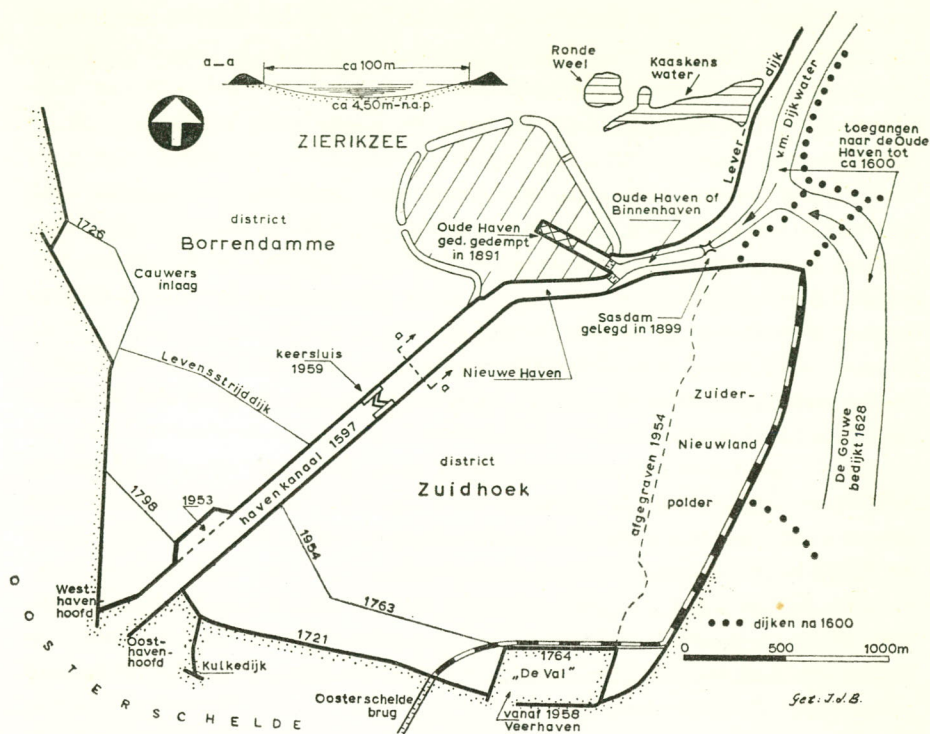 a_a
ca 100 m
ca 4,50m-n.a.p.
ZIERIKZEE
Ronde
Weel
Kaaskens
water
Lever-dijk
v.m. Dijkwater
toegangen
naar de Oude
Haven tot
ca 1600
district
Borrendamme
1726
Cauwers
inlaag
Oude Haven
ged. gedempt
in 1891
Oude Haven of
Binnenhaven
Sasdam
gelegd in 1899
a
a
keersluis
1959
Nieuwe Haven
Levensstrijddijk
havenkanaal 1597
district
Zuidhoek
afgegraven 1954
Zuider-
Nieuwland
polder
De Gouwe
bedijkt 1628
1798
1953
1954
1763
West-
haven
hoofd
Oost-
haven-
hoofd
Kulkedijk
1721
1764
"De Val"
Oosterschelde
brug
vanaf 1958
Veerhaven
OOSTERSCHELDE
dijken na 1600
0 500 1000m
Get: J.J.B.